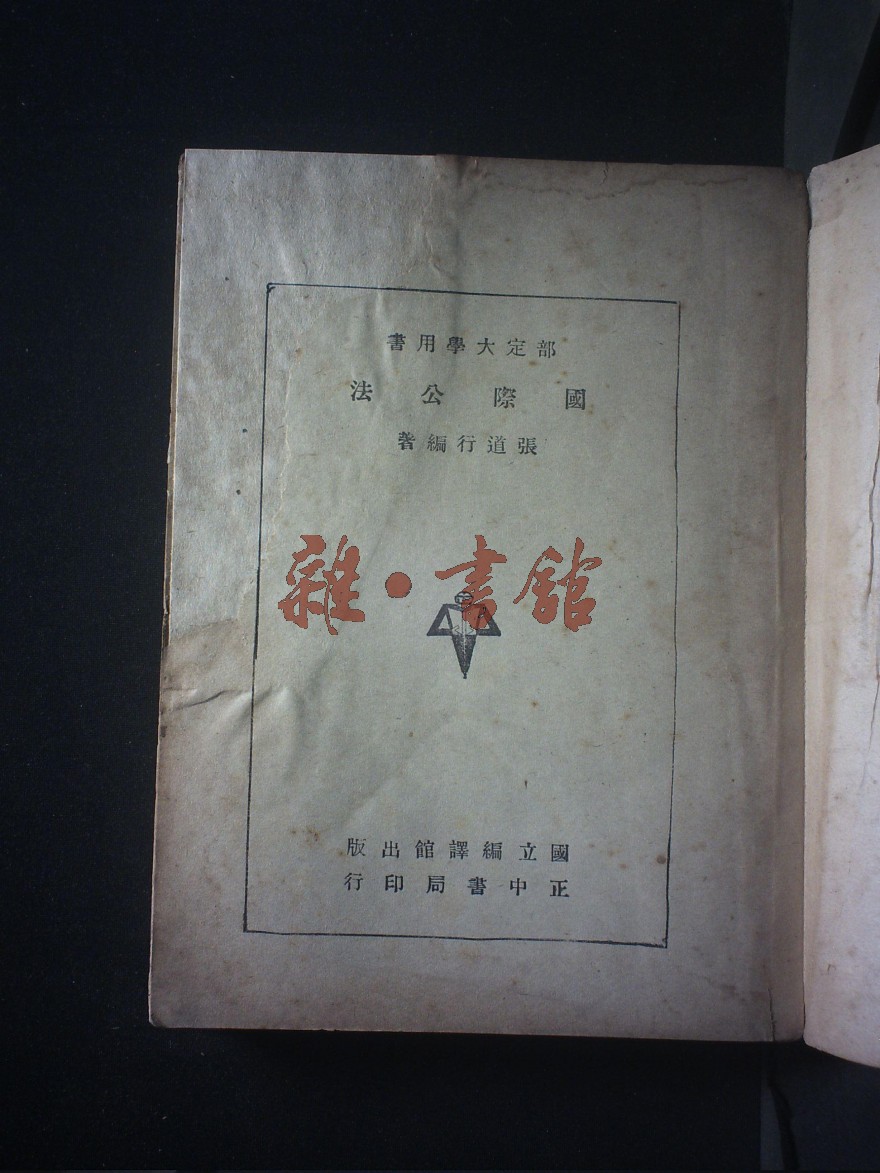 部定大學用書
國際公法
張道行編著
雜·書館
國立編譯館出版
正中書局印行